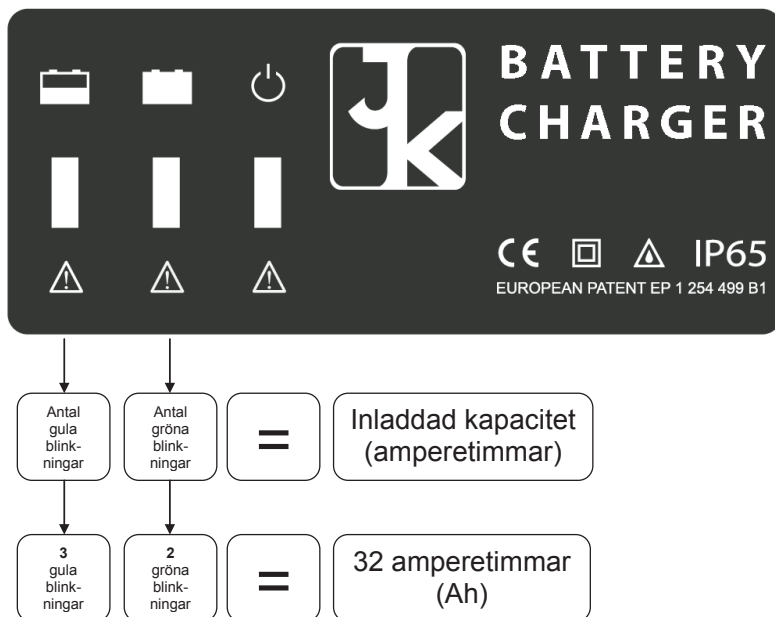 JK
BATTERY
CHARGER
CE IP65
EUROPEAN PATENT EP 1 254 499 B1
Antal
gula
blink-
ningar
Antal
gröna
blink-
ningar
=
Inladdad kapacitet
(amperetimmar)
3
gula
blink-
ningar
2
gröna
blink-
ningar
=
32 amperetimmar
(Ah)